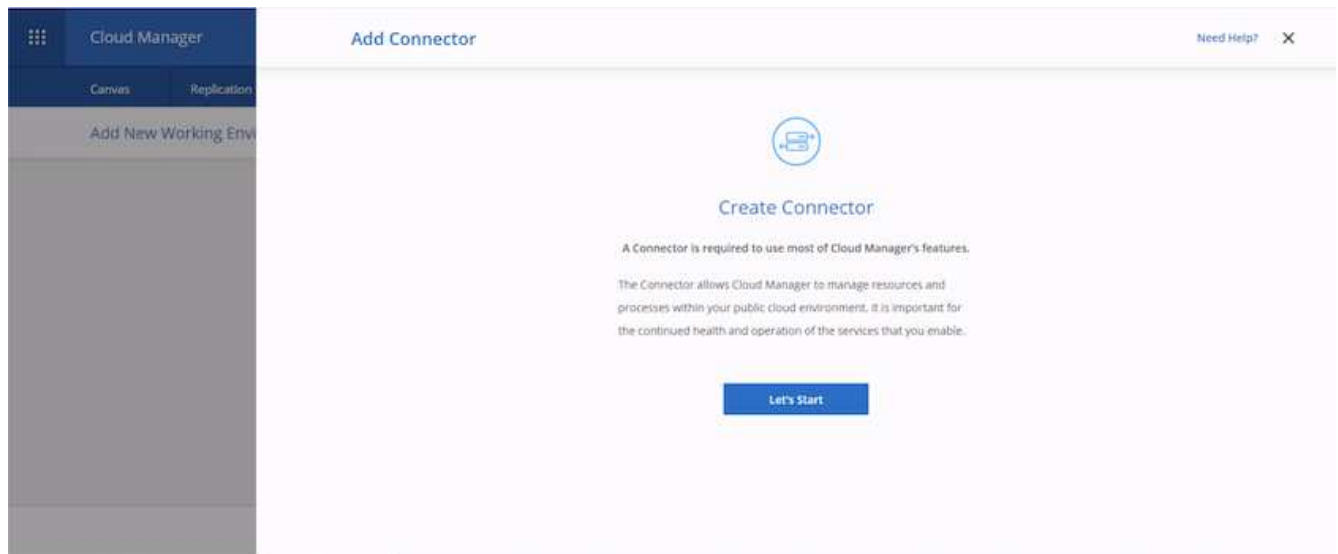 Cloud Manager
Add Connector
Need Help?
Canvas
Replication
Add New Working Envi
Create Connector
A Connector is required to use most of Cloud Manager's features.
The Connector allows Cloud Manager to manage resources and
processes within your public cloud environment. It is important for
the continued health and operation of the services that you enable.
Let's Start